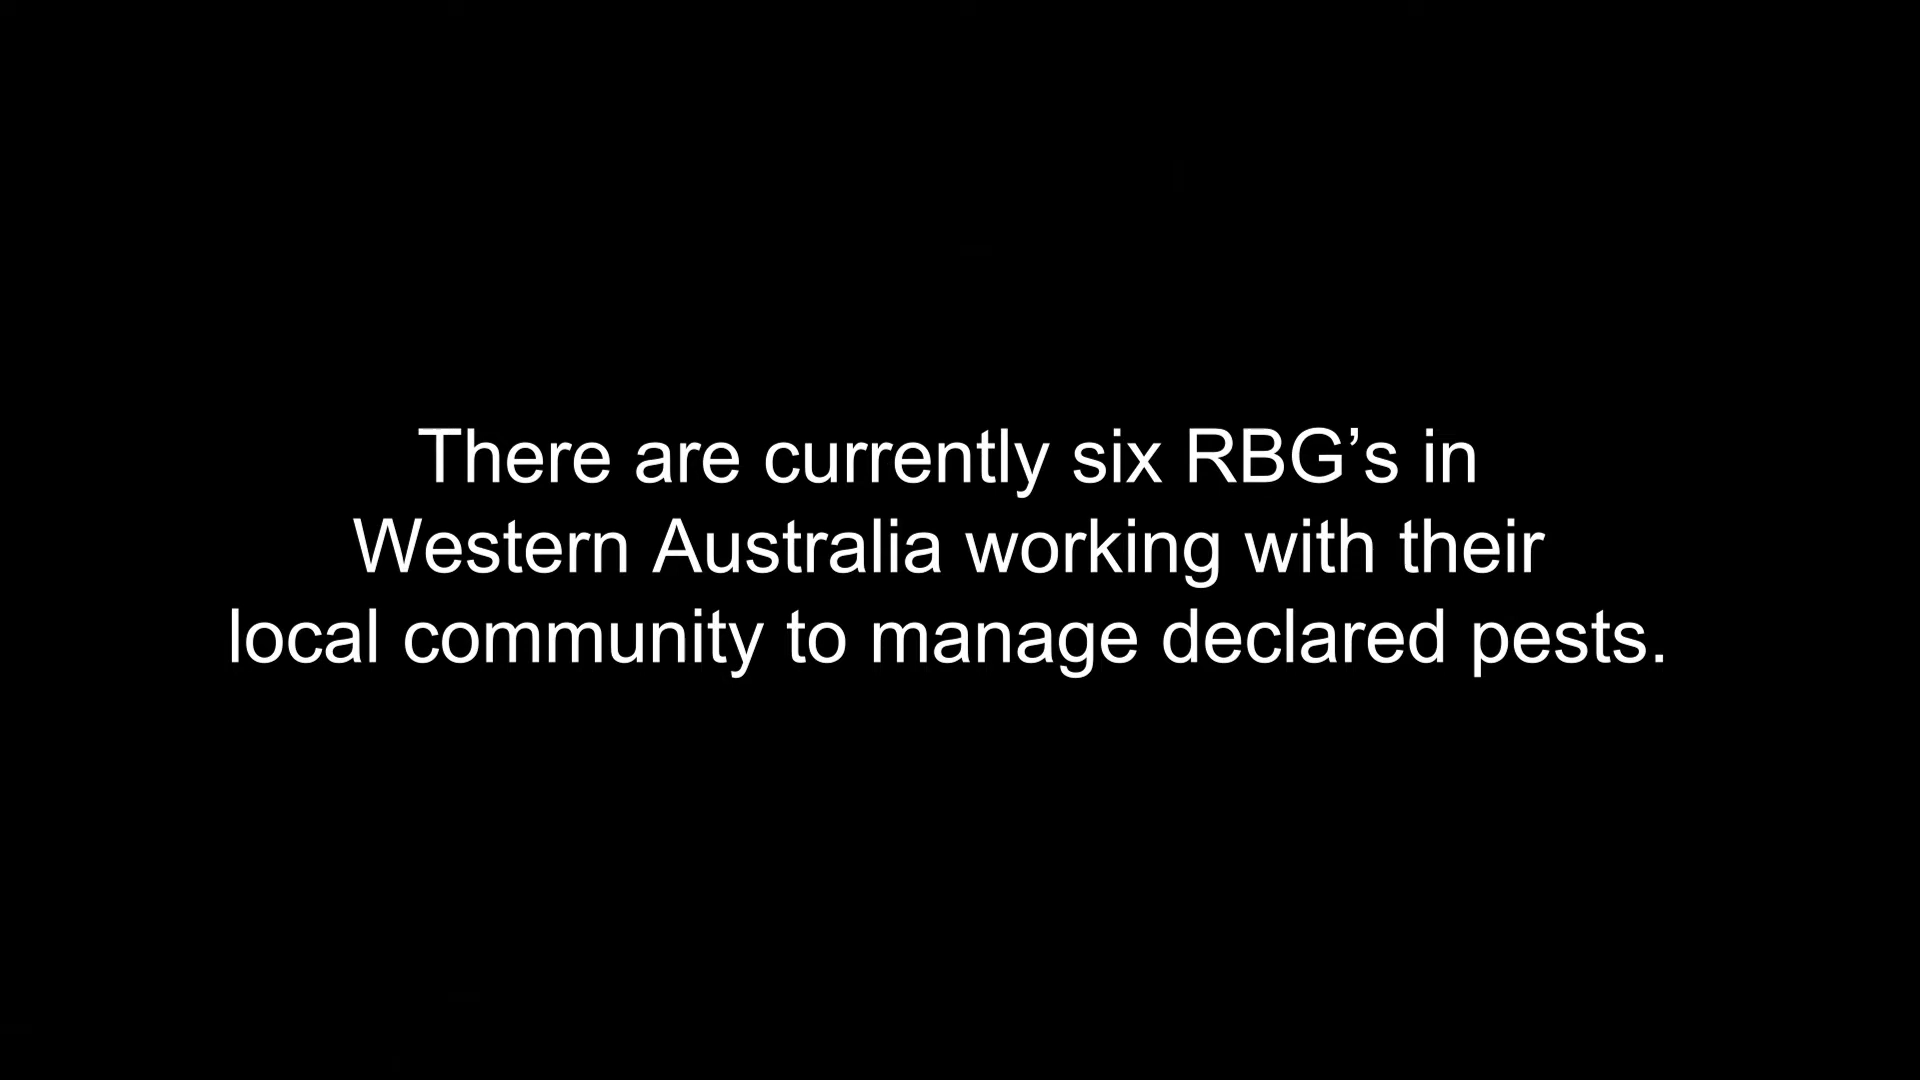 There are currently six RBG’s in
Western Australia working with their
local community to manage declared pests.